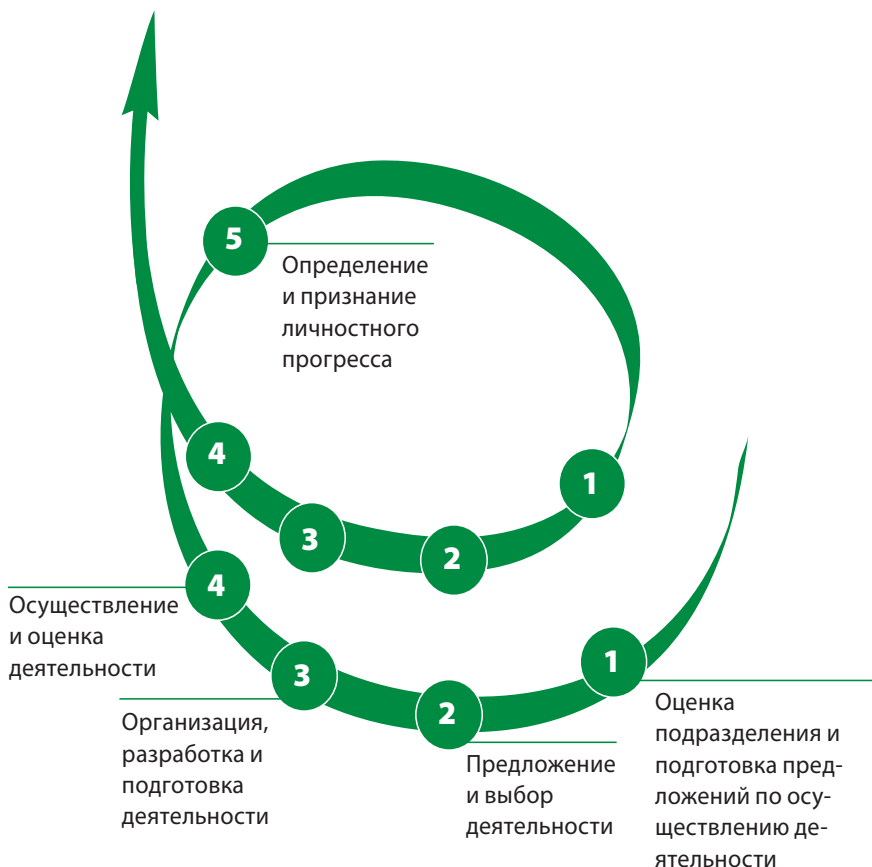 5
Определение
и признание
личностного
прогресса
4
1
3
2
4
Осуществление
и оценка
деятельности
3
Организация,
разработка и
подготовка
деятельности
2
Предложение
и выбор
деятельности
1
Оценка
подразделения и
подготовка пред-
ложений по осу-
ществлению де-
ятельности